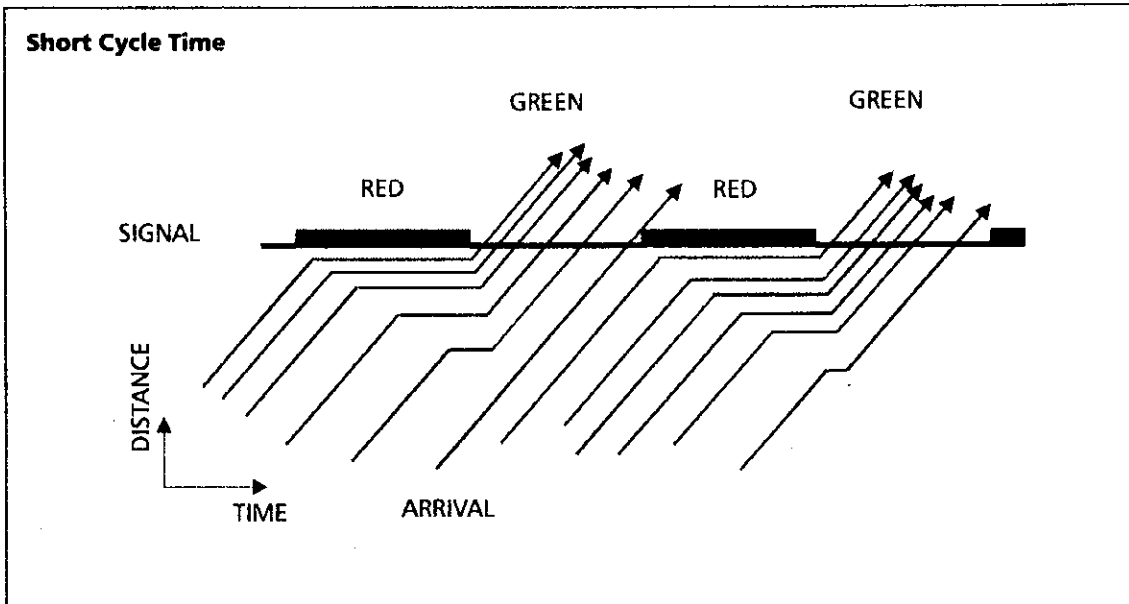 Short Cycle Time
GREEN
GREEN
RED
RED
SIGNAL
DISTANCE
TIME
ARRIVAL